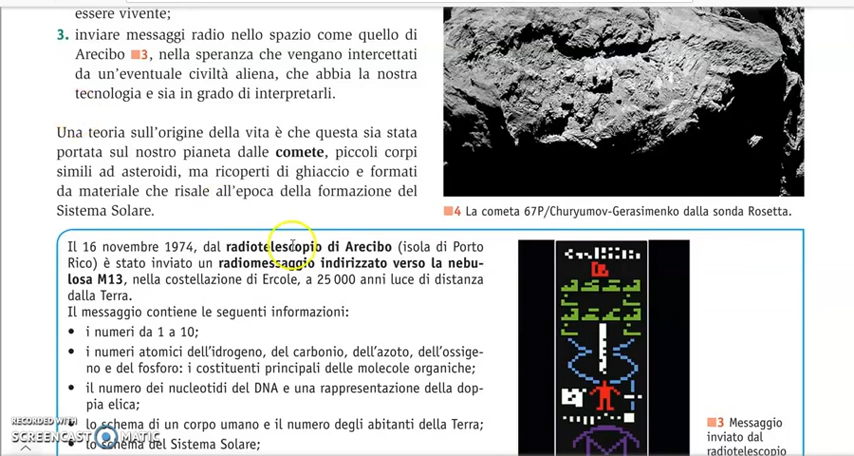 essere vivente;
3. inviare messaggi radio nello spazio come quello di
Arecibo 3, nella speranza che vengano intercettati
da un'eventuale civiltà aliena, che abbia la nostra
tecnologia e sia in grado di interpretarli.
Una teoria sull'origine della vita è che questa sia stata
portata sul nostro pianeta dalle comete, piccoli corpi
simili ad asteroidi, ma ricoperti di ghiaccio e formati
da materiale che risale all'epoca della formazione del
Sistema Solare.
4 La cometa 67P/Churyumov-Gerasimenko dalla sonda Rosetta.
Il 16 novembre 1974, dal radiotelescopio di Arecibo (isola di Porto
Rico) è stato inviato un radiomessaggio indirizzato verso la nebu-
losa M13, nella costellazione di Ercole, a 25 000 anni luce di distanza
dalla Terra.
Il messaggio contiene le seguenti informazioni:
• i numeri da 1 a 10;
• i numeri atomici dell'idrogeno, del carbonio, dell'azoto, dell'ossige-
no e del fosforo: i costituenti principali delle molecole organiche;
• il numero dei nucleotidi del DNA e una rappresentazione della dop-
pia elica;
• lo schema di un corpo umano e il numero degli abitanti della Terra;
• lo schema del Sistema Solare;
3 Messaggio
inviato dal
radiotelescopio
RECORDED WITH
SCREENCAST MATIC